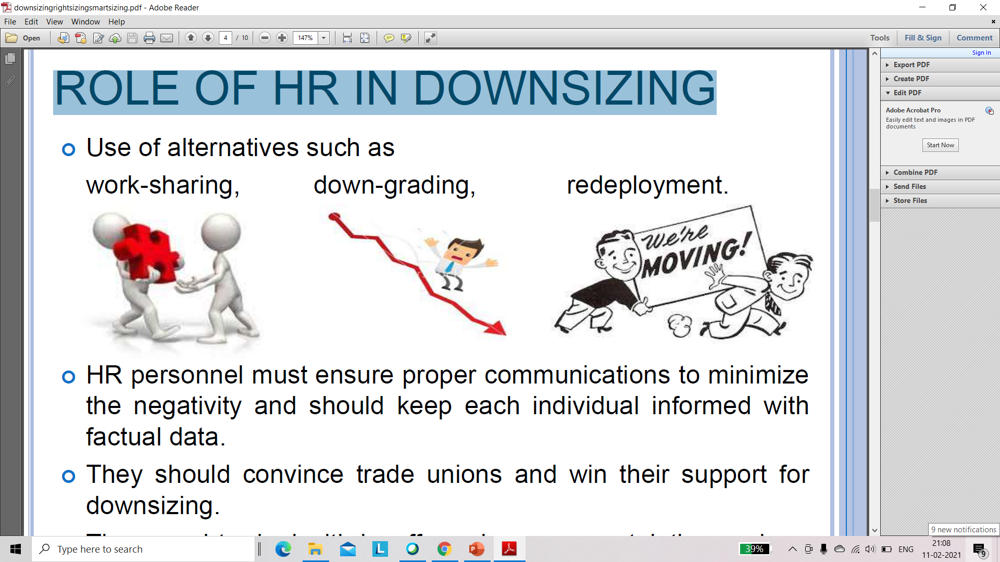 downsizingrightsizingsmartsizing.pdf - Adobe Reader
File Edit View Window Help
Open 4 / 10 147% Tools Fill & Sign Comment
Sign In
Export PDF
Create PDF
Edit PDF
Adobe Acrobat Pro
Easily edit text and images in PDF
documents
Start Now
Combine PDF
Send Files
Store Files
ROLE OF HR IN DOWNSIZING
Use of alternatives such as
work-sharing, down-grading, redeployment.
We're
MOVING!
HR personnel must ensure proper communications to minimize
the negativity and should keep each individual informed with
factual data.
They should convince trade unions and win their support for
downsizing.
9 new notifications
Type here to search
39%
ENG
21:08
11-02-2021
9